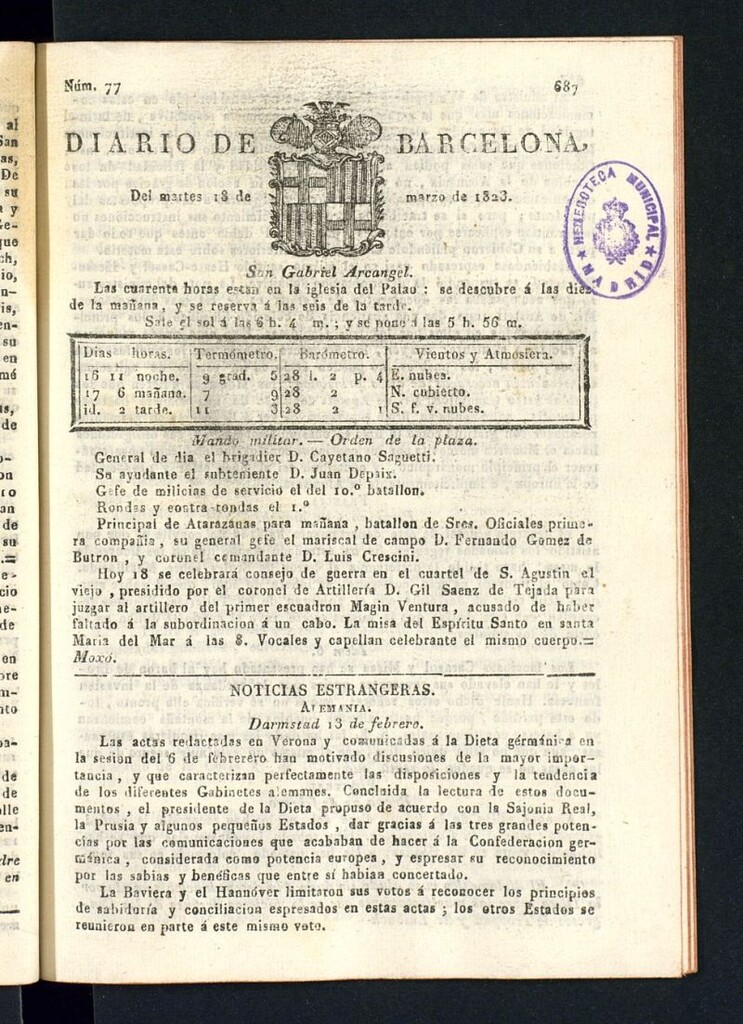 Núm. 77
687
DIARIO DE BARCELONA,
Del martes 18 de marzo de 1823.
HEMEROTECA MUNICIPAL
MADRID
San Gabriel Arcangel.
Las cuarenta horas estan en la iglesia del Palao : se descubre á las diez
de la mañana, y se reserva á las seis de la tarde.
Sale el sol á las 6 h. 4 m. ; y se pone á las 5 h. 56 m.
Dias horas. Termómetro. Barómetro. Vientos y Atmósfera.
16 11 noche. 9 grad. 5 28 l. 2 p. 4 E. nubes.
17 6 mañana. 7 9 28 2 N. cubierto.
id. 2 tarde. 11 3 28 2 1 S. f. v. nubes.
Mando militar. — Orden de la plaza.
General de dia el brigadier D. Cayetano Saguetti.
Su ayudante el subteniente D. Juan Depaix.
Gefe de milicias de servicio el del 10.º batallon.
Rondas y contra-rondas el 1.º
Principal de Atarazanas para mañana , batallon de Sres. Oficiales prime-
ra compañia , su general gefe el mariscal de campo D. Fernando Gomez de
Butron , y coronel comandante D. Luis Crescini.
Hoy 18 se celebrará consejo de guerra en el cuartel de S. Agustin el
viejo , presidido por el coronel de Artillería D. Gil Saenz de Tejada para
juzgar al artillero del primer escuadron Magin Ventura , acusado de haber
faltado á la subordinacion á un cabo. La misa del Espíritu Santo en santa
Maria del Mar á las 8. Vocales y capellan celebrante el mismo cuerpo.=
Moxó.
NOTICIAS ESTRANGERAS.
ALEMANIA.
Darmstad 13 de febrero.
Las actas redactadas en Verona y comunicadas á la Dieta gérmánica en
la sesion del 6 de febrerero han motivado discusiones de la mayor impor-
tancia , y que caracterizan perfectamente las disposiciones y la tendencia
de los diferentes Gabinetes alemanes. Concluida la lectura de estos docu-
mentos , el presidente de la Dieta propuso de acuerdo con la Sajonia Real,
la Prusia y algunos pequeños Estados , dar gracias á las tres grandes poten-
cias por las comunicaciones que acababan de hacer á la Confederacion ger-
mánica , considerada como potencia europea , y espresar su reconocimiento
por las sabias y benéficas que entre sí habian concertado.
La Baviera y el Hannóver limitaron sus votos á reconocer los principios
de sabiduría y conciliacion espresados en estas actas ; los otros Estados se
reunieron en parte á este mismo voto.